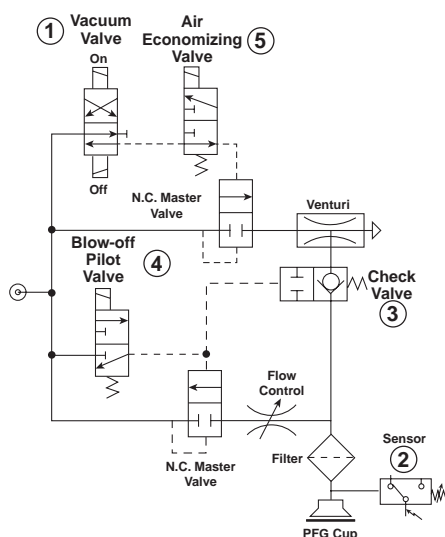 1
Vacuum
Valve
Air
Economizing
Valve
5
On
Off
N.C. Master
Valve
Venturi
Blow-off
Pilot
Valve
4
Check
Valve
3
Flow
Control
N.C. Master
Valve
Filter
Sensor
2
PFG Cup